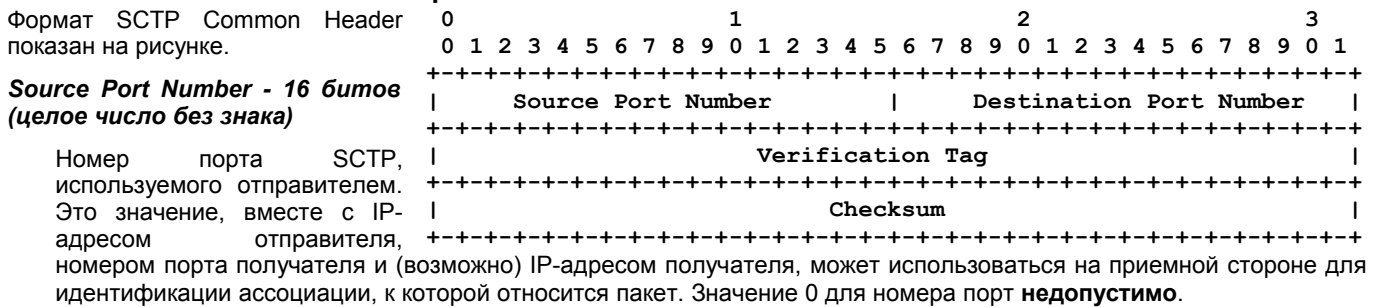 Формат SCTP Common Header
показан на рисунке.
Source Port Number - 16 битов
(целое число без знака)
Номер порта SCTP,
используемого отправителем.
Это значение, вместе с IP-
адресом отправителя,
0 1 2 3
0 1 2 3 4 5 6 7 8 9 0 1 2 3 4 5 6 7 8 9 0 1 2 3 4 5 6 7 8 9 0 1
+-+-+-+-+-+-+-+-+-+-+-+-+-+-+-+-+-+-+-+-+-+-+-+-+-+-+-+-+-+-+-+-+
| Source Port Number | Destination Port Number |
+-+-+-+-+-+-+-+-+-+-+-+-+-+-+-+-+-+-+-+-+-+-+-+-+-+-+-+-+-+-+-+-+
| Verification Tag |
+-+-+-+-+-+-+-+-+-+-+-+-+-+-+-+-+-+-+-+-+-+-+-+-+-+-+-+-+-+-+-+-+
| Checksum |
+-+-+-+-+-+-+-+-+-+-+-+-+-+-+-+-+-+-+-+-+-+-+-+-+-+-+-+-+-+-+-+-+
номером порта получателя и (возможно) IP-адресом получателя, может использоваться на приемной стороне для
идентификации ассоциации, к которой относится пакет. Значение 0 для номера порт недопустимо.